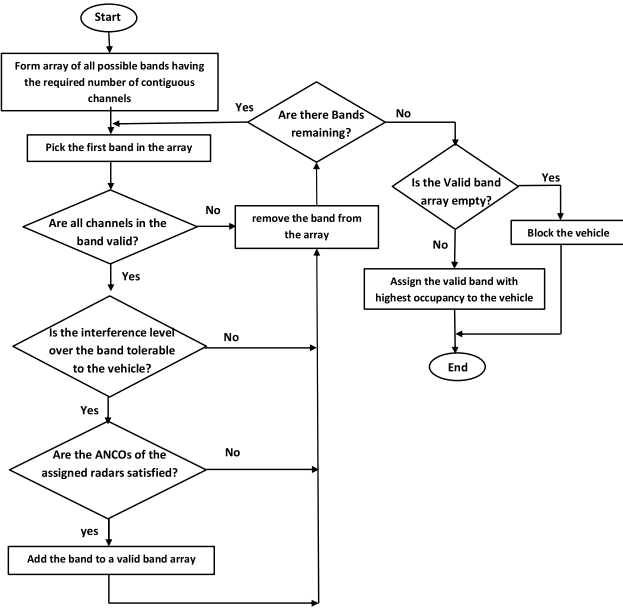 Start
Form array of all possible bands having
the required number of contiguous
channels
Yes
Are there Bands
remaining?
No
Pick the first band in the array
Is the Valid band
array empty?
Yes
Are all channels in the
band valid?
No
remove the band from
the array
Block the vehicle
No
Yes
Assign the valid band with
highest occupancy to the vehicle
Is the interference level
over the band tolerable
to the vehicle?
No
End
Yes
Are the ANCOs of the
assigned radars satisfied?
No
yes
Add the band to a valid band array